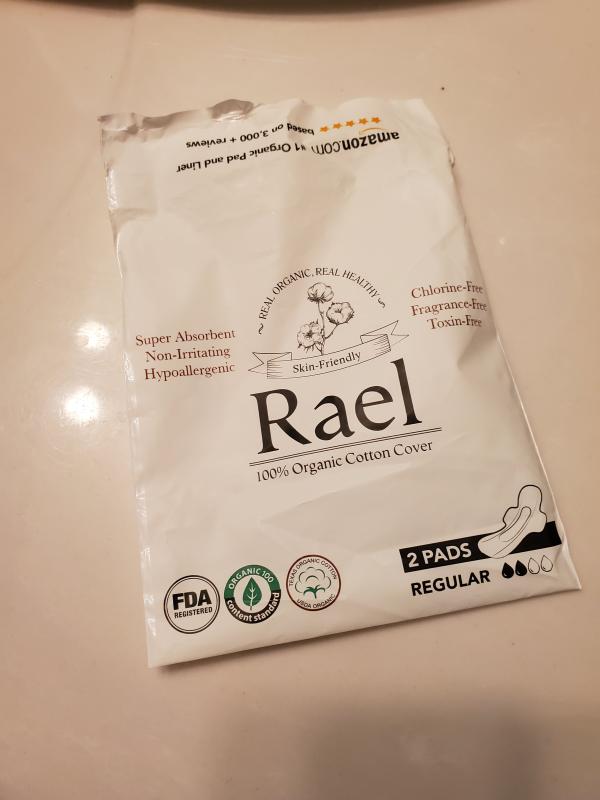 amazon.com #1 Organic Pad and Liner
based on 3,000 + reviews
REAL ORGANIC, REAL HEALTHY
Skin-Friendly
Super Absorbent
Non-Irritating
Hypoallergenic
Chlorine-Free
Fragrance-Free
Toxin-Free
Rael
100% Organic Cotton Cover
2 PADS
REGULAR
FDA
REGISTERED
ORGANIC 100
content standard
TEXAS ORGANIC COTTON
USDA ORGANIC